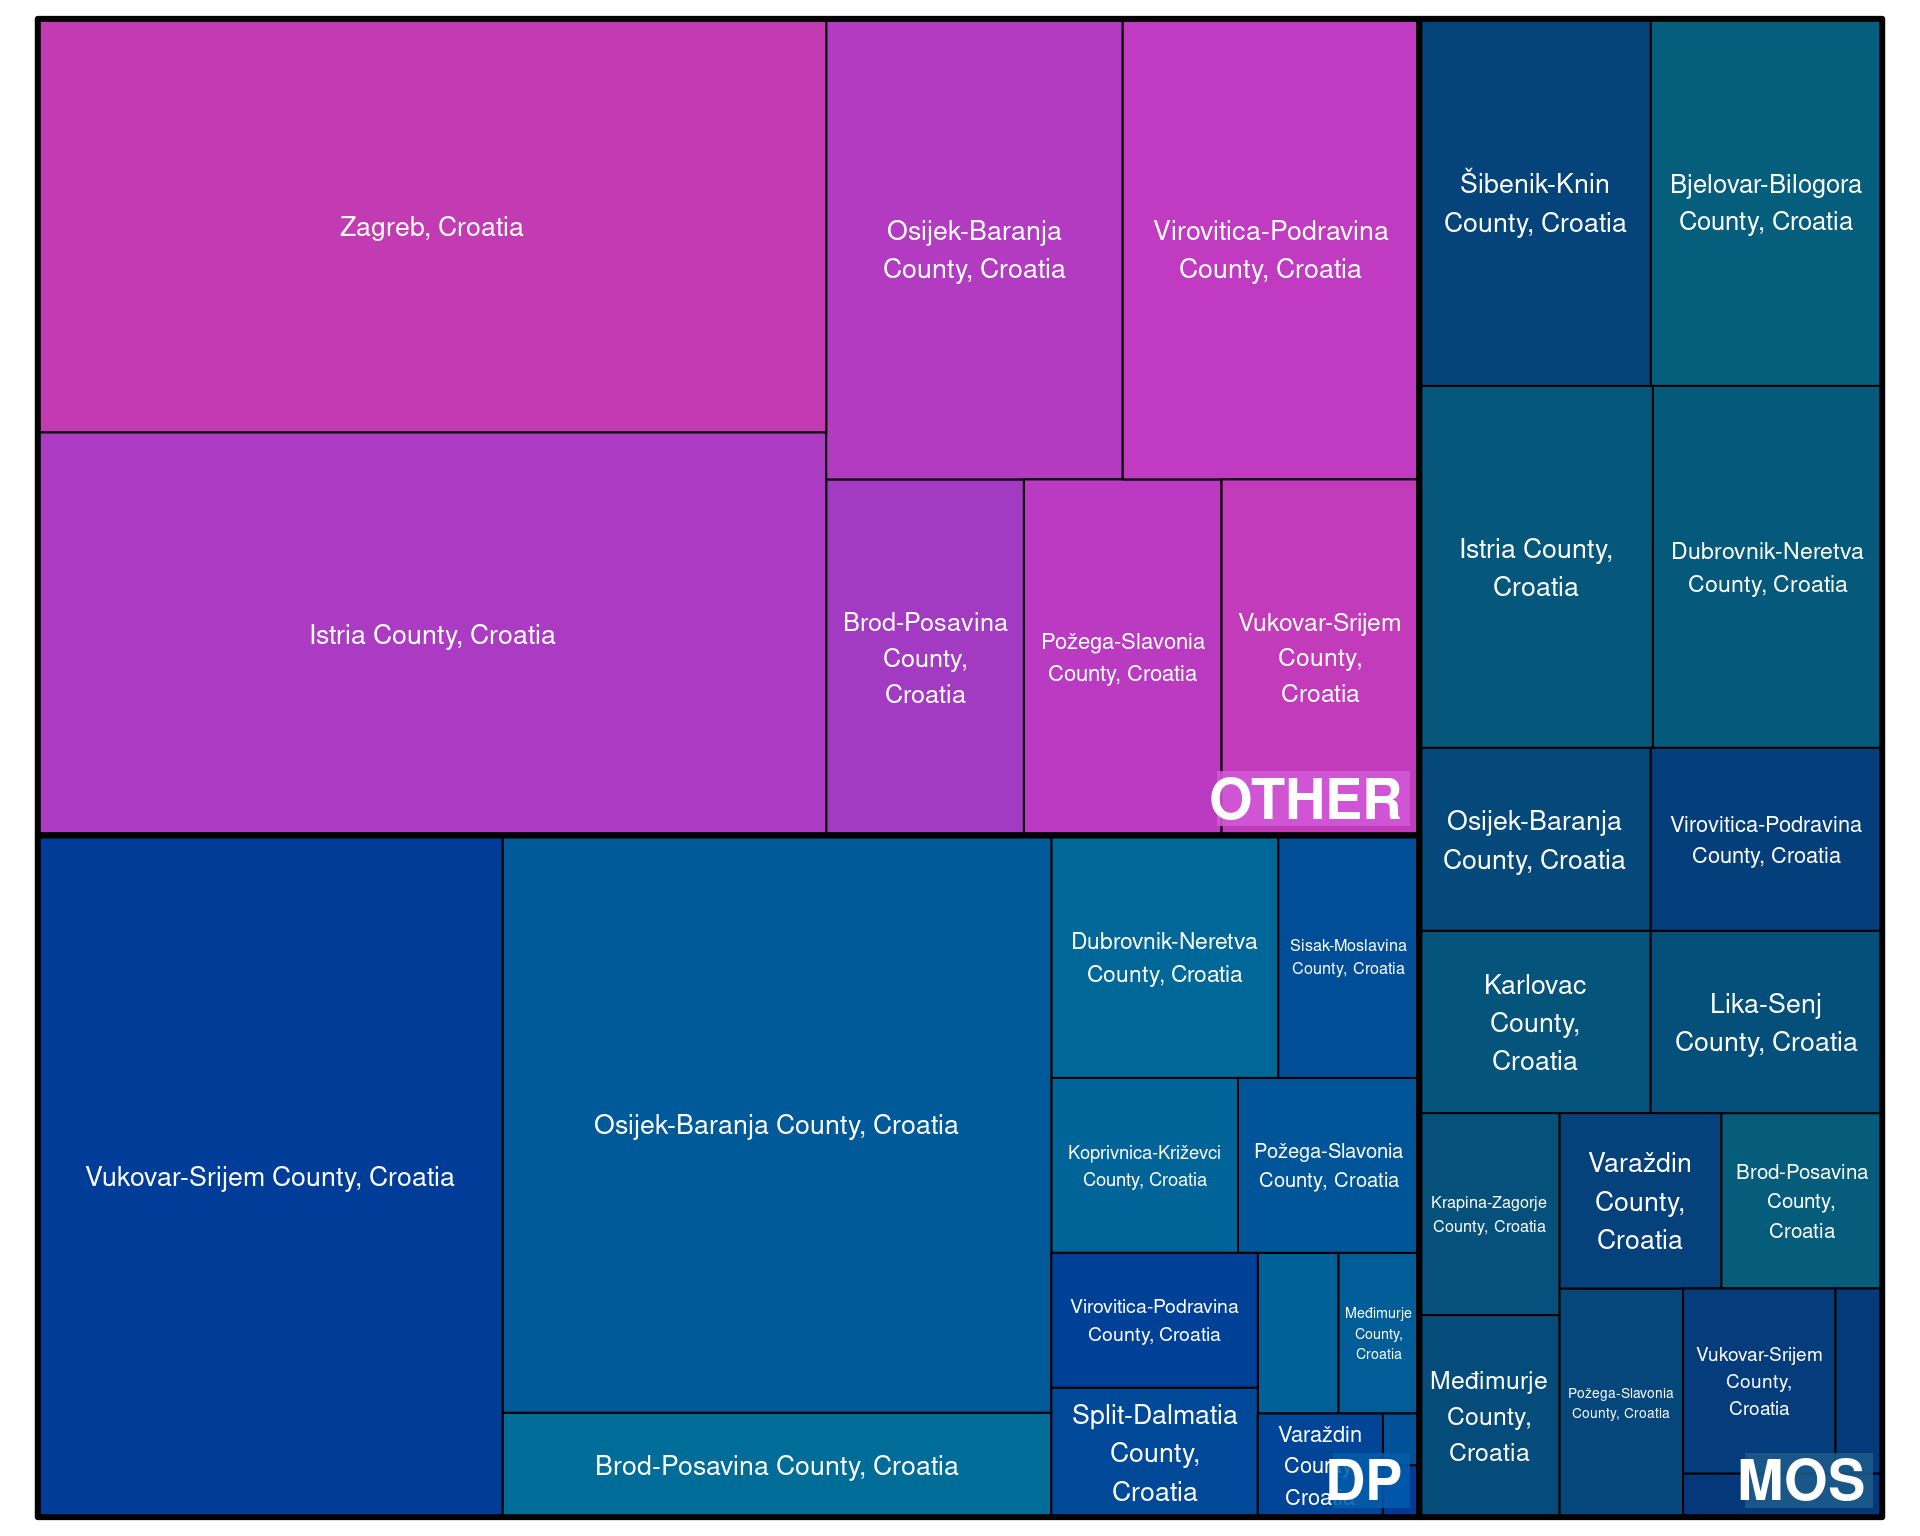 Zagreb, Croatia
Osijek-Baranja
County, Croatia
Virovitica-Podravina
County, Croatia
Istria County, Croatia
Brod-Posavina
County,
Croatia
Požega-Slavonia
County, Croatia
Vukovar-Srijem
County,
Croatia
OTHER
Vukovar-Srijem County, Croatia
Osijek-Baranja County, Croatia
Brod-Posavina County, Croatia
Dubrovnik-Neretva
County, Croatia
Sisak-Moslavina
County, Croatia
Koprivnica-Križevci
County, Croatia
Požega-Slavonia
County, Croatia
Virovitica-Podravina
County, Croatia
Međimurje
County,
Croatia
Split-Dalmatia
County,
Croatia
Varaždin
County,
Croatia
DP
Šibenik-Knin
County, Croatia
Bjelovar-Bilogora
County, Croatia
Istria County,
Croatia
Dubrovnik-Neretva
County, Croatia
Osijek-Baranja
County, Croatia
Virovitica-Podravina
County, Croatia
Karlovac
County,
Croatia
Lika-Senj
County, Croatia
Krapina-Zagorje
County, Croatia
Varaždin
County,
Croatia
Brod-Posavina
County,
Croatia
Međimurje
County,
Croatia
Požega-Slavonia
County, Croatia
Vukovar-Srijem
County,
Croatia
MOS